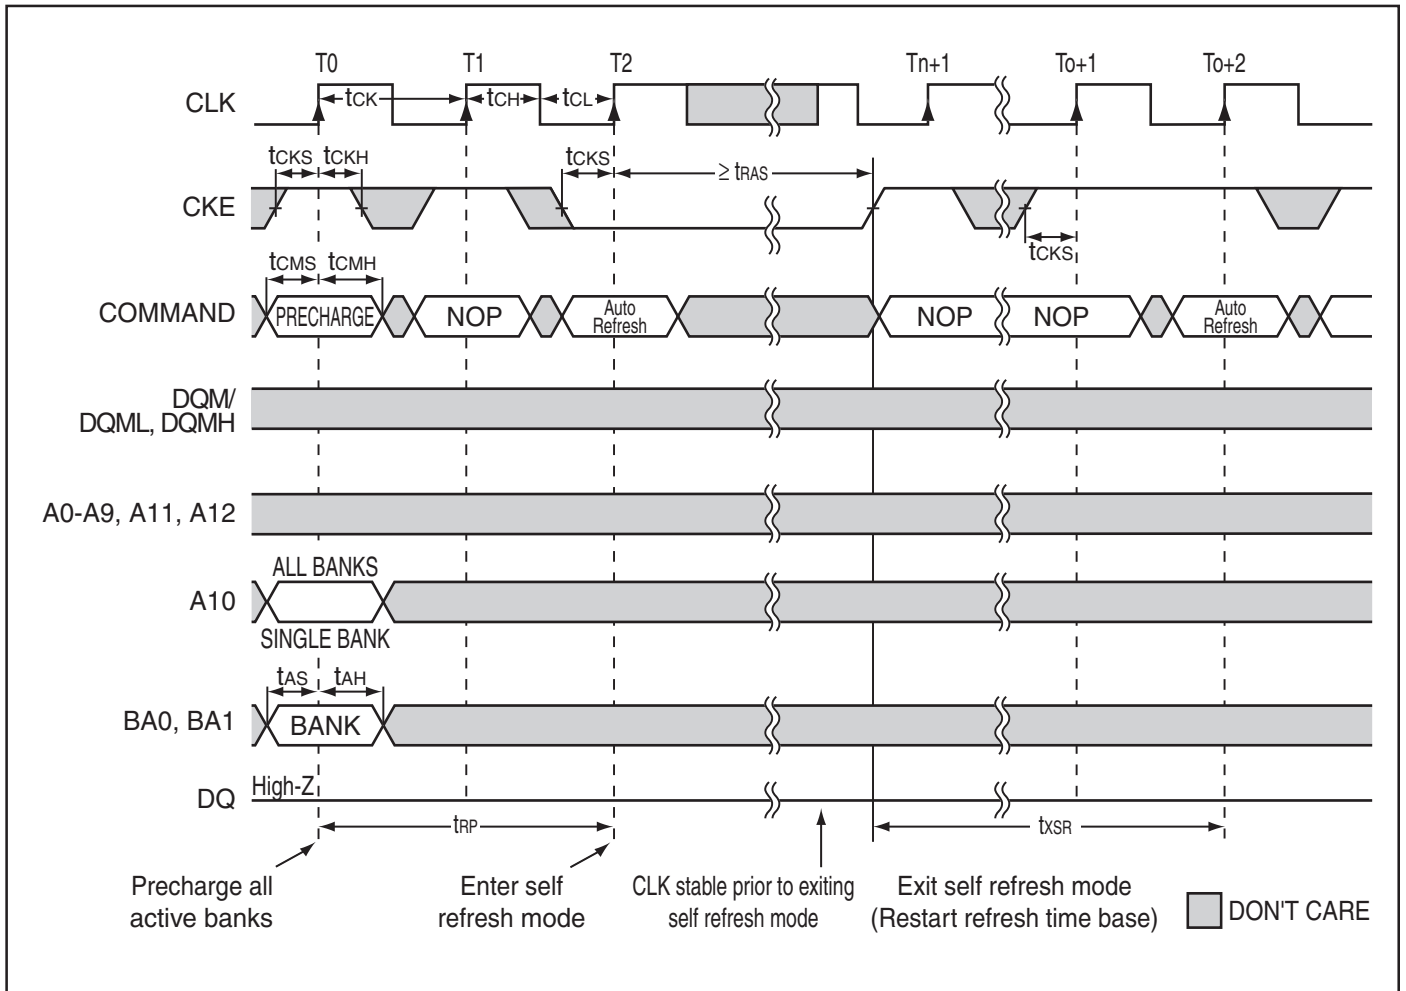 T0 T1 T2 Tn+1 To+1 To+2
CLK tCK tCH tCL
tCKS tCKH tCKS ≥ tRAS
CKE
tCKS
tCMS tCMH
COMMAND PRECHARGE NOP Auto Refresh NOP NOP Auto Refresh
DQM/
DQML, DQMH
A0-A9, A11, A12
ALL BANKS
A10
SINGLE BANK
tAS tAH
BA0, BA1 BANK
DQ High-Z
tRP tXSR
Precharge all
active banks
Enter self
refresh mode
CLK stable prior to exiting
self refresh mode
Exit self refresh mode
(Restart refresh time base)
DON'T CARE